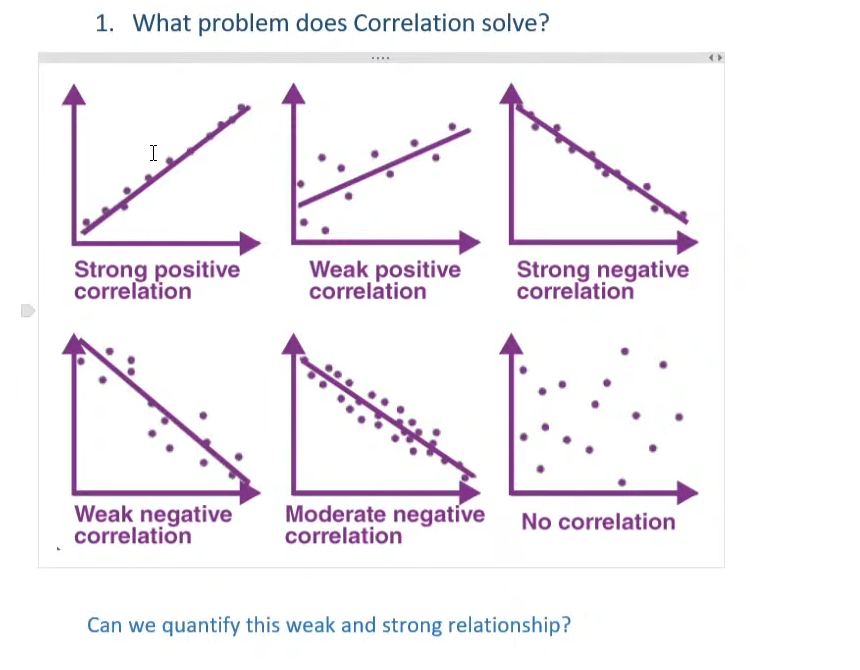 1. What problem does Correlation solve?
Strong positive
correlation
Weak positive
correlation
Strong negative
correlation
Weak negative
correlation
Moderate negative
correlation
No correlation
Can we quantify this weak and strong relationship?